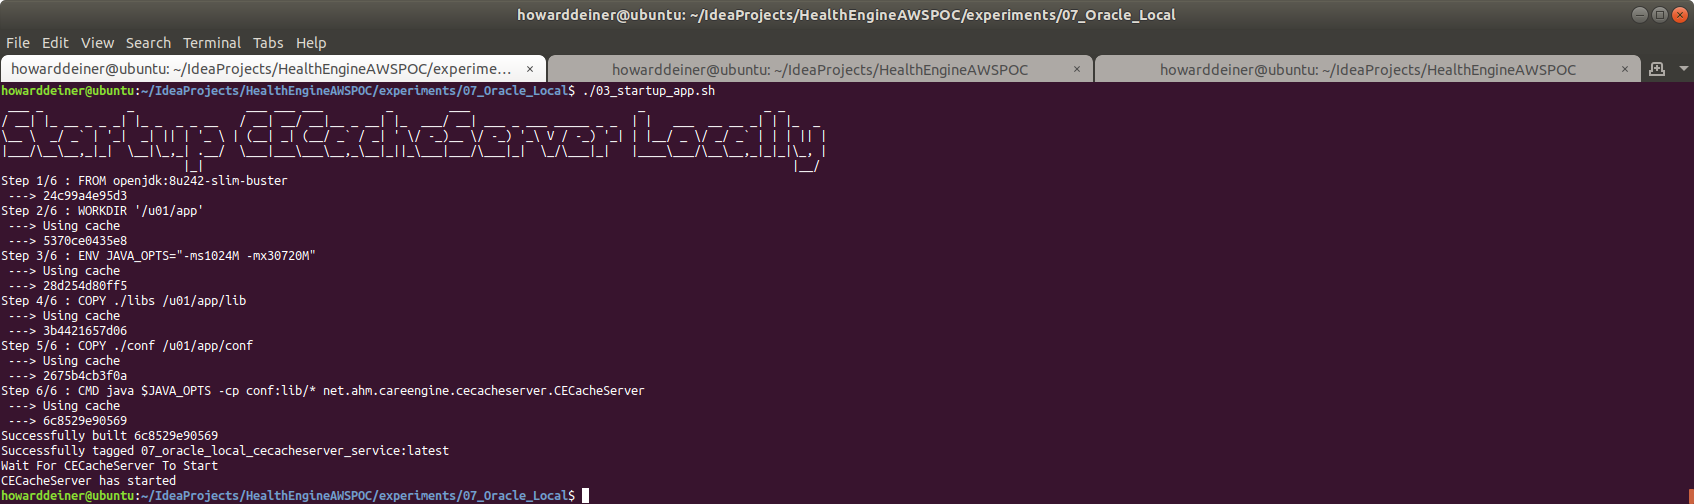 howarddeiner@ubuntu: ~/IdeaProjects/HealthEngineAWSPOC/experiments/07_Oracle_Local
File Edit View Search Terminal Tabs Help
howarddeiner@ubuntu: ~/IdeaProjects/HealthEngineAWSPOC/experime... × howarddeiner@ubuntu: ~/IdeaProjects/HealthEngineAWSPOC × howarddeiner@ubuntu: ~/IdeaProjects/HealthEngineAWSPOC ×
howarddeiner@ubuntu:~/IdeaProjects/HealthEngineAWSPOC/experiments/07_Oracle_Local$ ./03_startup_app.sh
Startup CECacheServer Locally
Step 1/6 : FROM openjdk:8u242-slim-buster
 ---> 24c99a4e95d3
Step 2/6 : WORKDIR '/u01/app'
 ---> Using cache
 ---> 5370ce0435e8
Step 3/6 : ENV JAVA_OPTS="-ms1024M -mx30720M"
 ---> Using cache
 ---> 28d254d80ff5
Step 4/6 : COPY ./libs /u01/app/lib
 ---> Using cache
 ---> 3b4421657d06
Step 5/6 : COPY ./conf /u01/app/conf
 ---> Using cache
 ---> 2675b4cb3f0a
Step 6/6 : CMD java $JAVA_OPTS -cp conf:lib/* net.ahm.careengine.cecacheserver.CECacheServer
 ---> Using cache
 ---> 6c8529e90569
Successfully built 6c8529e90569
Successfully tagged 07_oracle_local_cecacheserver_service:latest
Wait For CECacheServer To Start
CECacheServer has started
howarddeiner@ubuntu:~/IdeaProjects/HealthEngineAWSPOC/experiments/07_Oracle_Local$